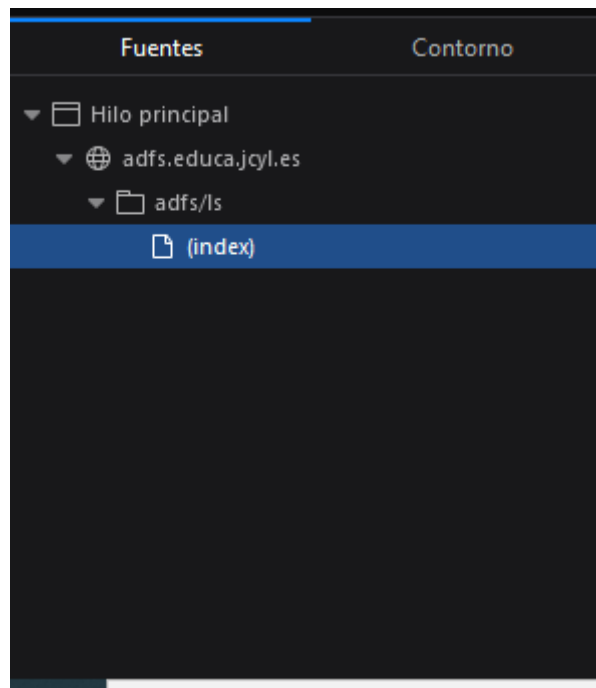 Fuentes Contorno
Hilo principal
adfs.educa.jcyl.es
adfs/ls
(index)